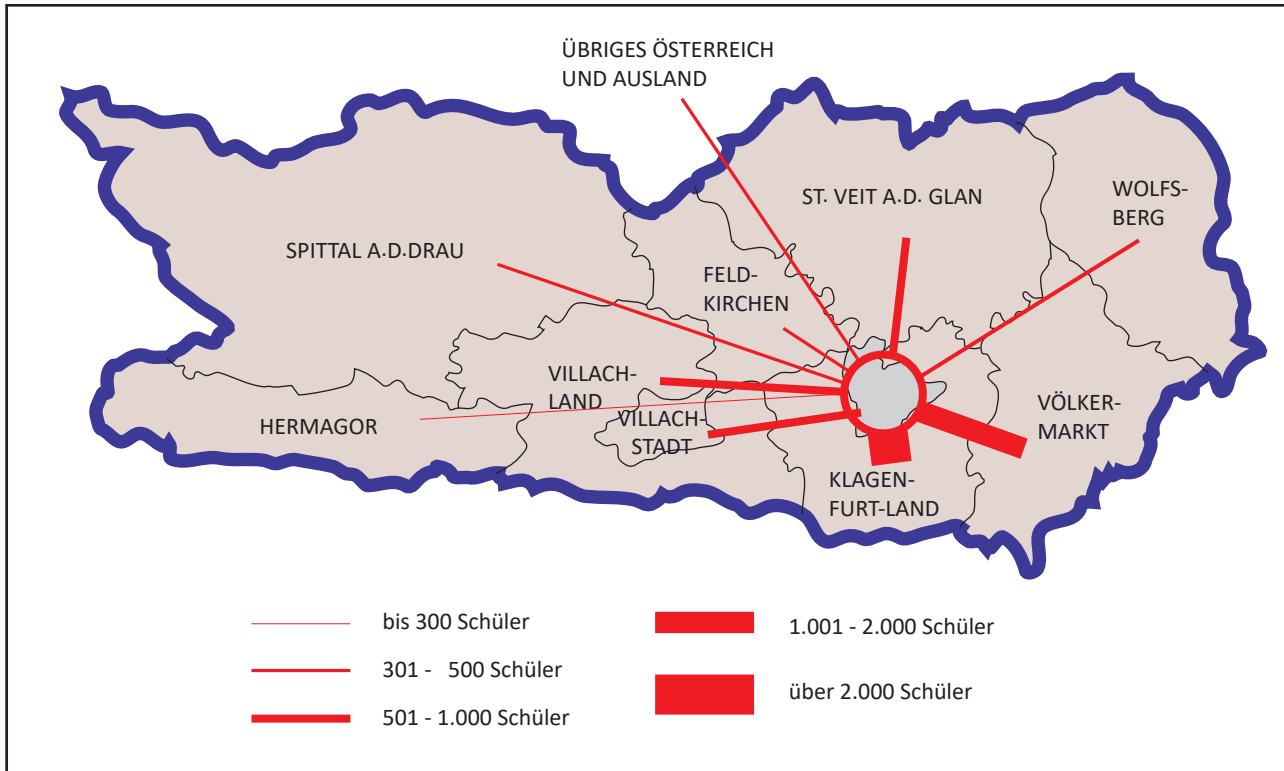 ÜBRIGES ÖSTERREICH
UND AUSLAND
ST. VEIT A.D. GLAN
WOLFS-
BERG
SPITTAL A.D.DRAU
FELD-
KIRCHEN
VILLACH-
LAND
HERMAGOR
VILLACH-
STADT
VÖLKER-
MARKT
KLAGEN-
FURT-LAND
bis 300 Schüler
301 - 500 Schüler
501 - 1.000 Schüler
1.001 - 2.000 Schüler
über 2.000 Schüler